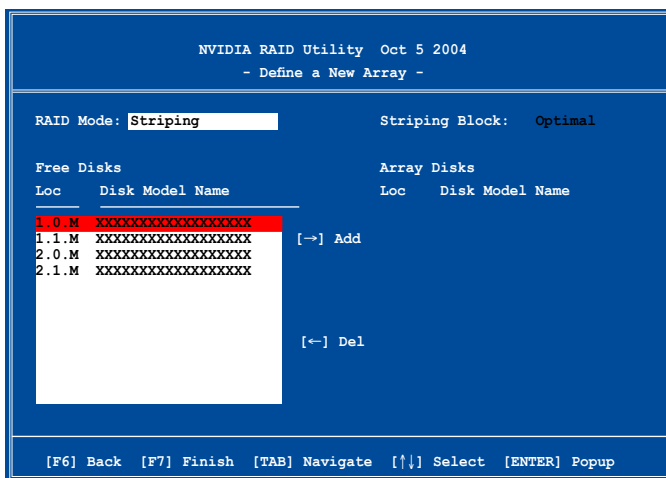 NVIDIA RAID Utility Oct 5 2004
- Define a New Array -
RAID Mode: Striping Striping Block: Optimal
Free Disks Array Disks
Loc Disk Model Name Loc Disk Model Name
1.0.M XXXXXXXXXXXXXXXXXX
1.1.M XXXXXXXXXXXXXXXXXX
2.0.M XXXXXXXXXXXXXXXXXX
2.1.M XXXXXXXXXXXXXXXXXX
[→] Add
[←] Del
[F6] Back [F7] Finish [TAB] Navigate [↑↓] Select [ENTER] Popup